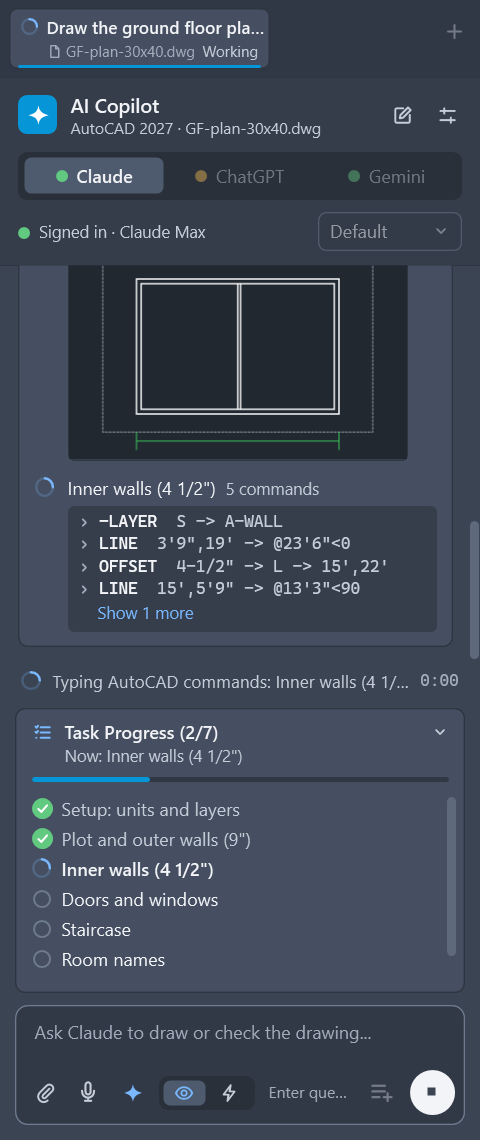 Draw the ground floor pla...
GF-plan-30x40.dwg Working
AI Copilot
AutoCAD 2027 · GF-plan-30x40.dwg
Claude
ChatGPT
Gemini
Signed in · Claude Max
Default
Inner walls (4 1/2") 5 commands
-LAYER S -> A-WALL
LINE 3'9",19' -> @23'6"<0
OFFSET 4-1/2" -> L -> 15',22'
LINE 15',5'9" -> @13'3"<90
Show 1 more
Typing AutoCAD commands: Inner walls (4 1/... 0:00
Task Progress (2/7)
Now: Inner walls (4 1/2")
Setup: units and layers
Plot and outer walls (9")
Inner walls (4 1/2")
Doors and windows
Staircase
Room names
Ask Claude to draw or check the drawing...
Enter que...